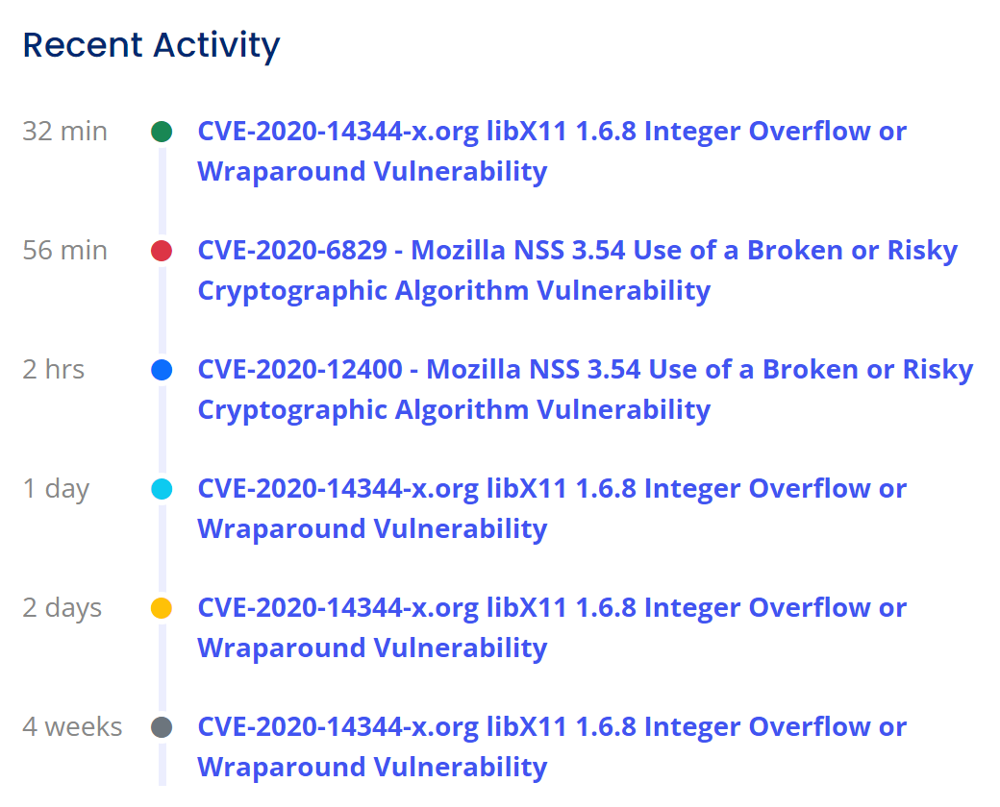 Recent Activity
32 min
CVE-2020-14344-x.org libX11 1.6.8 Integer Overflow or
Wraparound Vulnerability
56 min
CVE-2020-6829 - Mozilla NSS 3.54 Use of a Broken or Risky
Cryptographic Algorithm Vulnerability
2 hrs
CVE-2020-12400 - Mozilla NSS 3.54 Use of a Broken or Risky
Cryptographic Algorithm Vulnerability
1 day
CVE-2020-14344-x.org libX11 1.6.8 Integer Overflow or
Wraparound Vulnerability
2 days
CVE-2020-14344-x.org libX11 1.6.8 Integer Overflow or
Wraparound Vulnerability
4 weeks
CVE-2020-14344-x.org libX11 1.6.8 Integer Overflow or
Wraparound Vulnerability